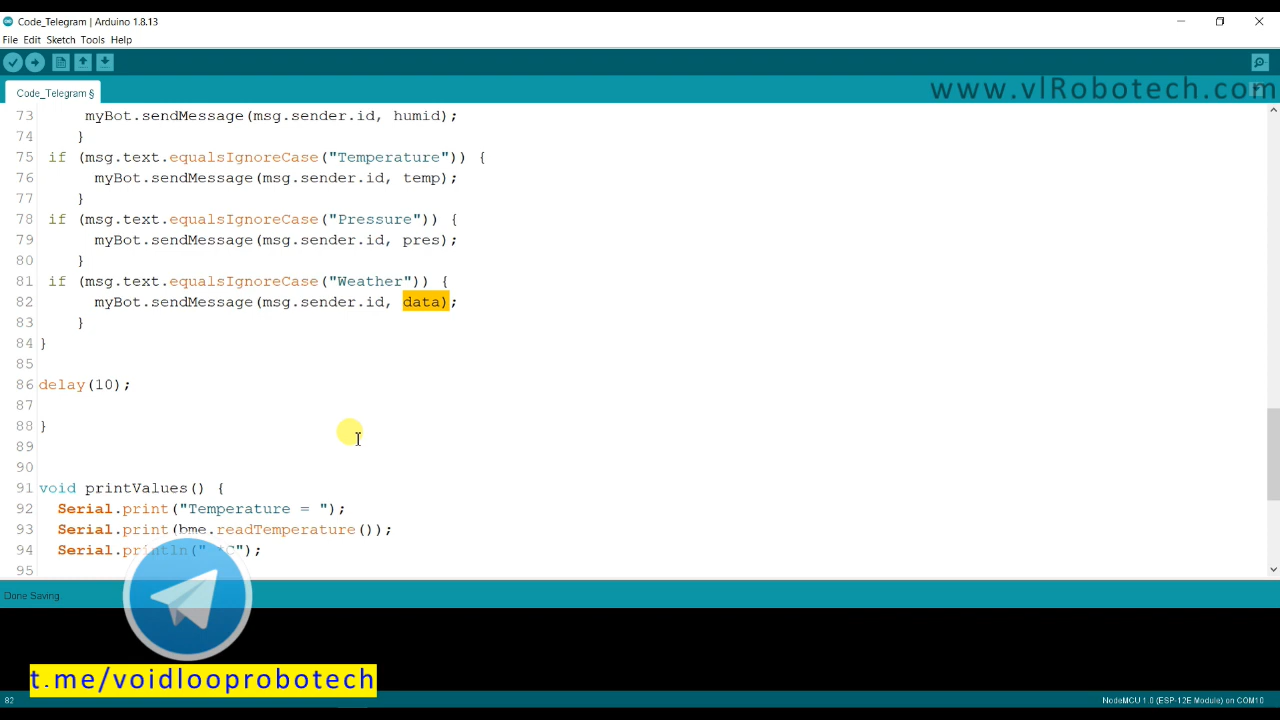 Code_Telegram | Arduino 1.8.13
File Edit Sketch Tools Help
Code_Telegram §
www.vlRobotech.com
73 myBot.sendMessage(msg.sender.id, humid);
74 }
75 if (msg.text.equalsIgnoreCase("Temperature")) {
76 myBot.sendMessage(msg.sender.id, temp);
77 }
78 if (msg.text.equalsIgnoreCase("Pressure")) {
79 myBot.sendMessage(msg.sender.id, pres);
80 }
81 if (msg.text.equalsIgnoreCase("Weather")) {
82 myBot.sendMessage(msg.sender.id, data);
83 }
84 }
85
86 delay(10);
87
88 }
89
90
91 void printValues() {
92 Serial.print("Temperature = ");
93 Serial.print(bme.readTemperature());
94 Serial.println(" *C");
95
Done Saving
t.me/voidlooprobotech
82
NodeMCU 1.0 (ESP-12E Module) on COM10